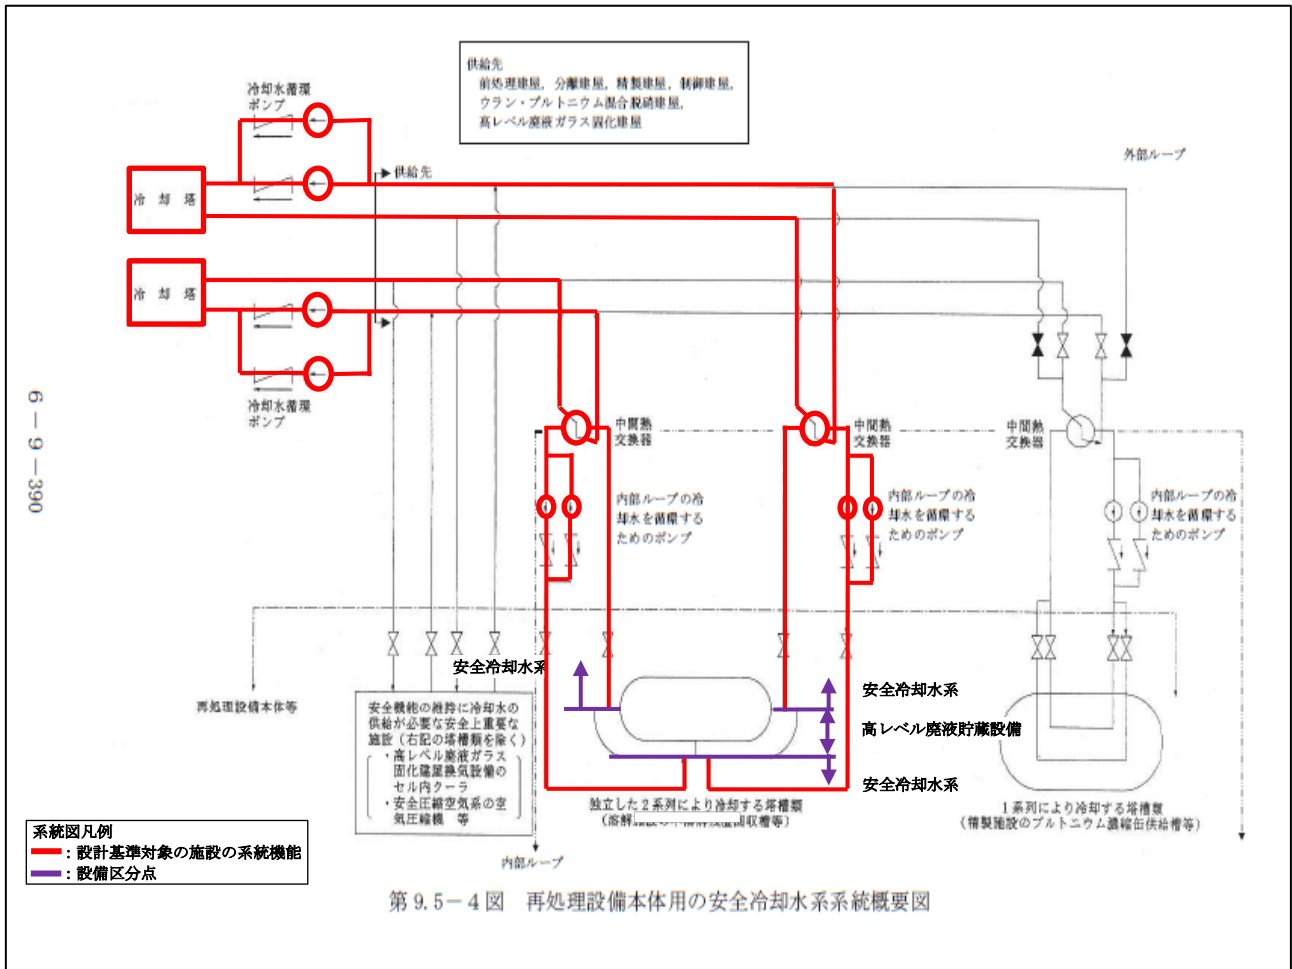 供給先
前処理建屋，分離建屋，精製建屋，制御建屋，
ウラン・プルトニウム混合脱硝建屋，
高レベル廃液ガラス固化建屋
冷却水循環
ポンプ
外部ループ
供給先
冷却塔
冷却塔
冷却水循環
ポンプ
6－9－390
中間熱
交換器
中間熱
交換器
中間熱
交換器
内部ループの冷
却水を循環する
ためのポンプ
内部ループの冷
却水を循環する
ためのポンプ
内部ループの冷
却水を循環する
ためのポンプ
安全冷却水系
再処理設備本体等
安全機能の維持に冷却水の
供給が必要な安全上重要な
施設（右記の塔槽類を除く）
・高レベル廃液ガラス
固化建屋換気設備の
セル内クーラ
・安全圧縮空気系の空
気圧縮機 等
安全冷却水系
高レベル廃液貯蔵設備
安全冷却水系
独立した2系列により冷却する塔槽類
1系列により冷却する塔槽類
（精製施設のプルトニウム濃縮缶供給槽等）
内部ループ
系統図凡例
：設計基準対象の施設の系統機能
：設備区分点
第9.5－4図 再処理設備本体用の安全冷却水系系統概要図